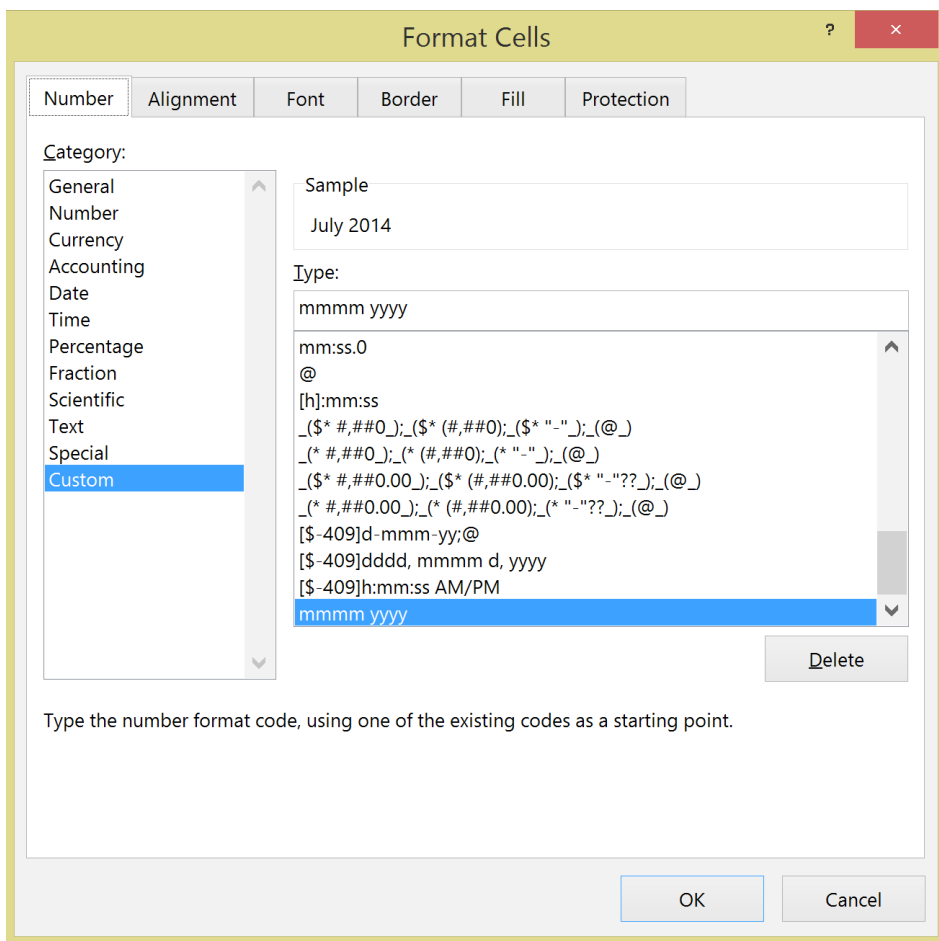 Format Cells
?
×
Number Alignment Font Border Fill Protection
Category:
General
Number
Currency
Accounting
Date
Time
Percentage
Fraction
Scientific
Text
Special
Custom
Sample
July 2014
Type:
mmmm yyyy
mm:ss.0
@
[h]:mm:ss
_($* #,##0_);_($* (#,##0);_($* "-"_);_(@_)
_(* #,##0_);_(* (#,##0);_(* "-"_);_(@_)
_($* #,##0.00_);_($* (#,##0.00);_($* "-"??_);_(@_)
_(* #,##0.00_);_(* (#,##0.00);_(* "-"??_);_(@_)
[$-409]d-mmm-yy;@
[$-409]dddd, mmmm d, yyyy
[$-409]h:mm:ss AM/PM
mmmm yyyy
Delete
Type the number format code, using one of the existing codes as a starting point.
OK Cancel